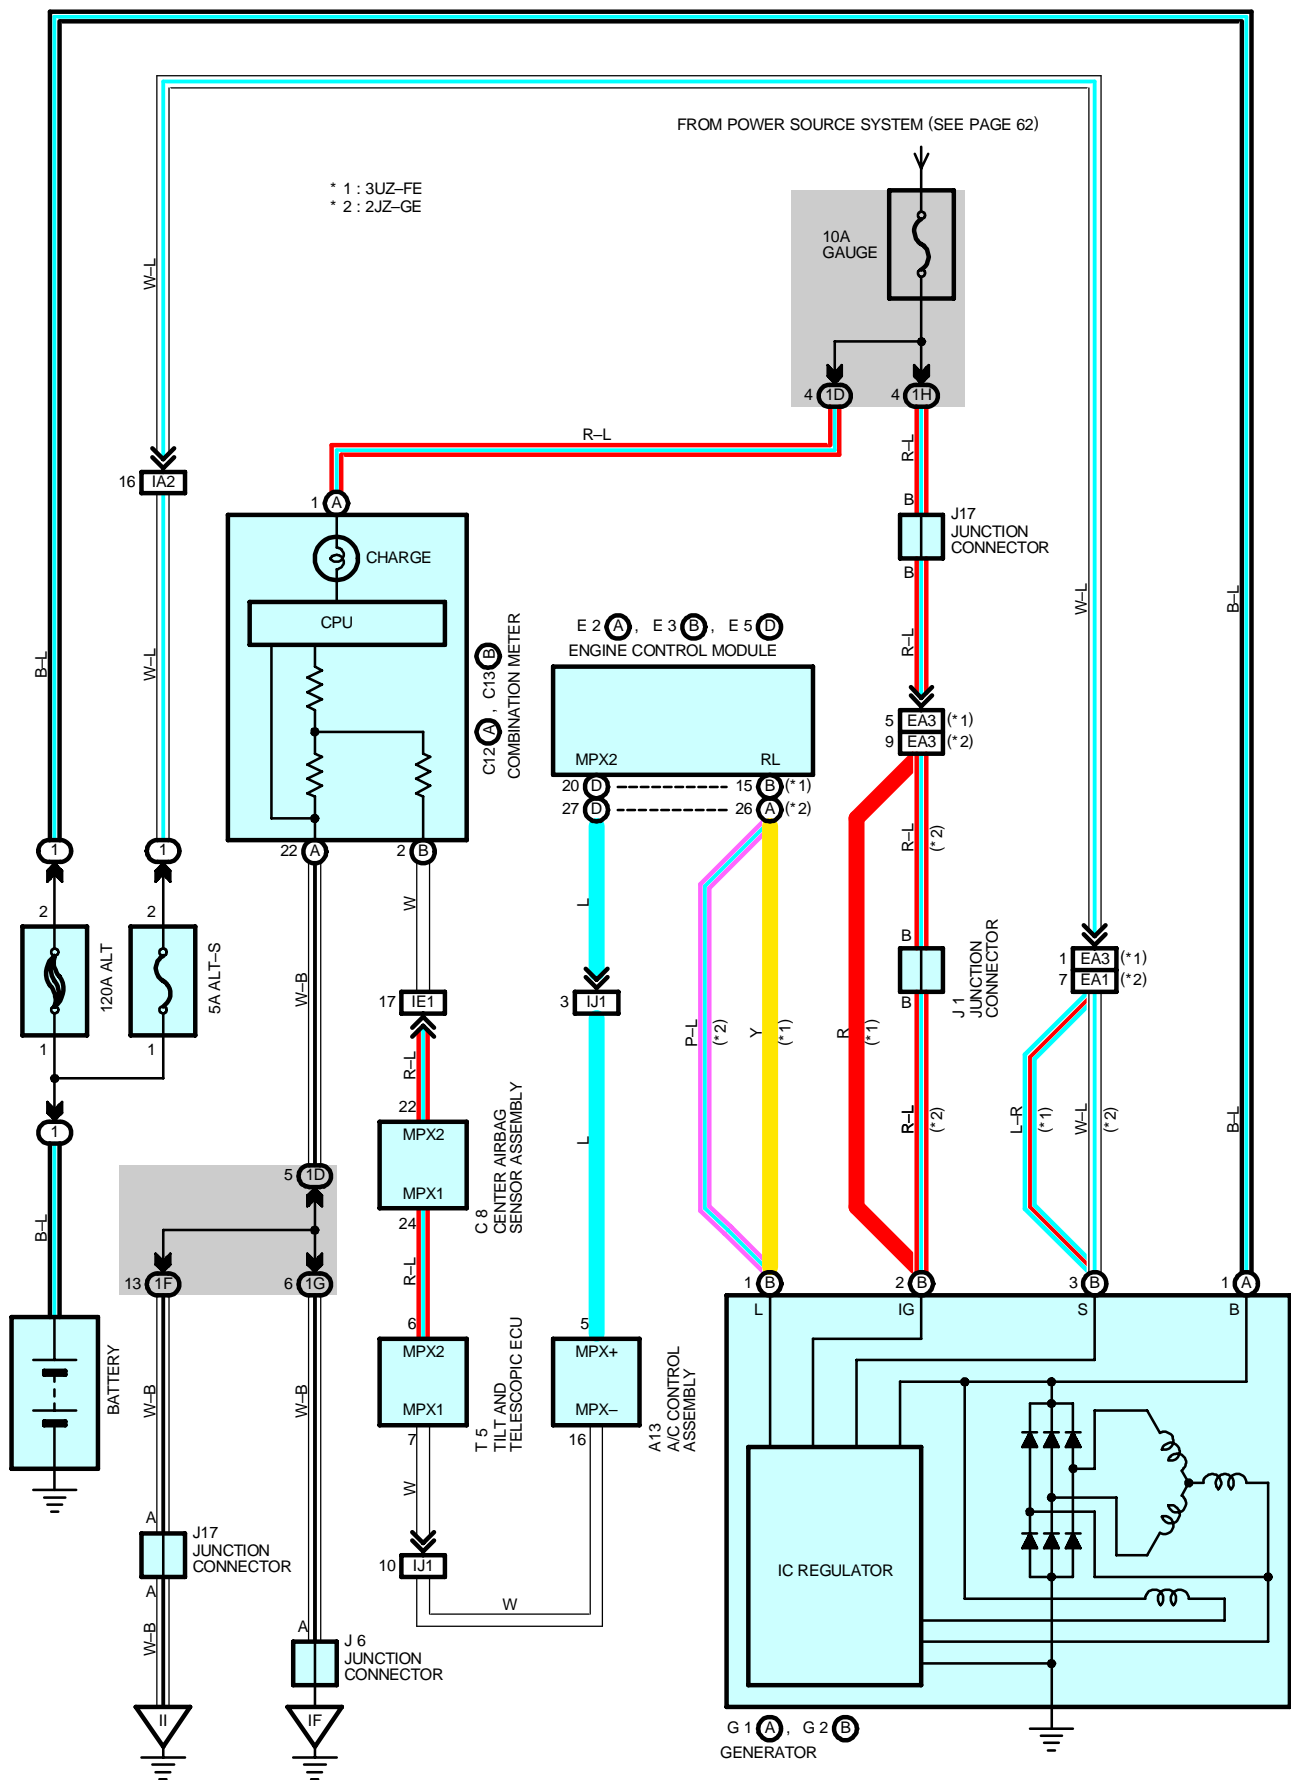 FROM POWER SOURCE SYSTEM (SEE PAGE 62)
* 1 : 3UZ–FE
* 2 : 2JZ–GE
10A
GAUGE
4 1D
4 1H
W–L
R–L
R–L
16 IA2
1 A
B
J17
JUNCTION
CONNECTOR
B
CHARGE
CPU
C12 A , C13 B
COMBINATION METER
E 2 A , E 3 B , E 5 D
ENGINE CONTROL MODULE
MPX2
RL
R–L
W–L
B–L
B–L
W–L
5 EA3 (* 1)
9 EA3 (* 2)
20 D
15 B (* 1)
27 D
26 A (* 2)
22 A
2 B
1
1
R–L
(* 2)
W
L
2
2
120A ALT
5A ALT–S
1
1
B
J 1
JUNCTION
CONNECTOR
B
1 EA3 (* 1)
7 EA1 (* 2)
W–B
17 IE1
3 IJ1
P–L
(* 2)
Y
(* 1)
R
(* 1)
R–L
22
MPX2
MPX1
24
C 8
CENTER AIRBAG
SENSOR ASSEMBLY
1
L
R–L
(* 2)
L–R
(* 1)
W–L
(* 2)
B–L
5 1D
B–L
R–L
13 1F
6 1G
1 B
2 B
3 B
1 A
L
IG
S
B
BATTERY
6
MPX2
MPX1
7
T 5
TILT AND
TELESCOPIC ECU
5
MPX+
MPX–
16
A13
A/C CONTROL
ASSEMBLY
W–B
W–B
W
A
J17
JUNCTION
CONNECTOR
A
10 IJ1
W
IC REGULATOR
W–B
A
J 6
JUNCTION
CONNECTOR
II
IF
G 1 A , G 2 B
GENERATOR